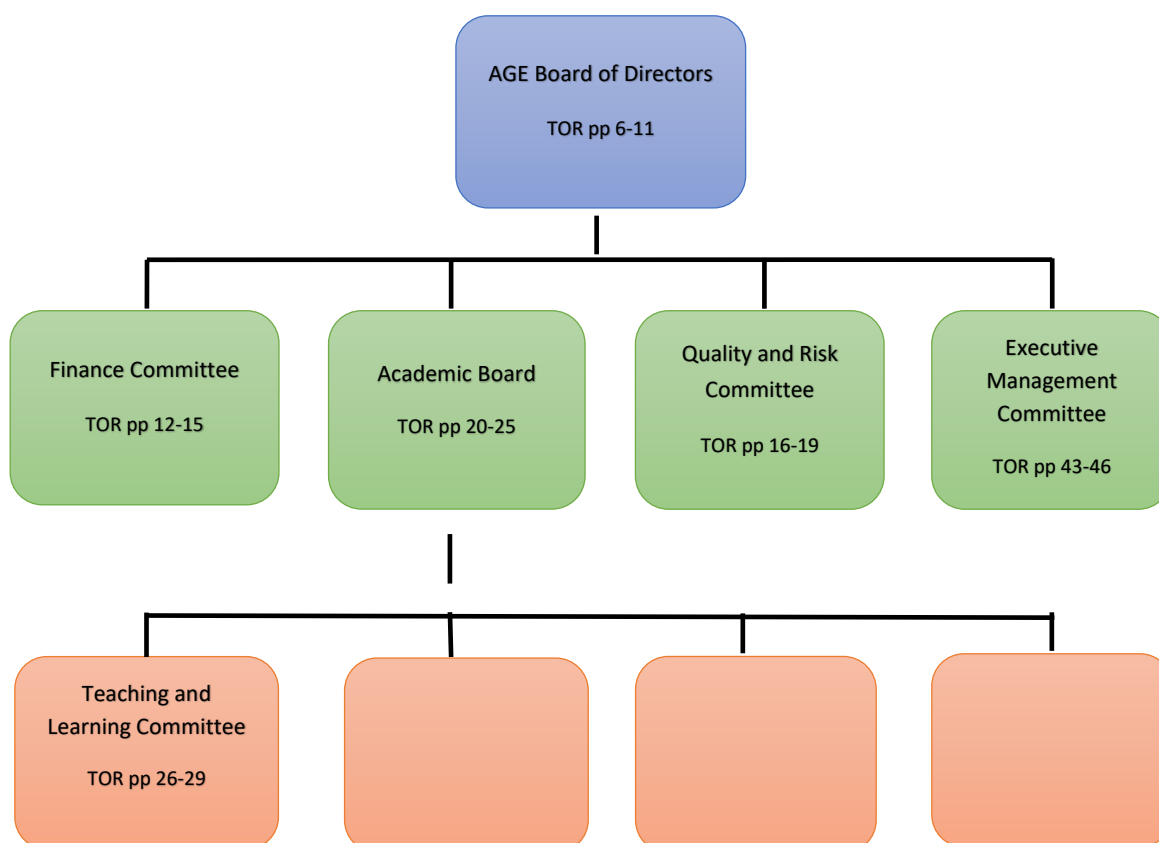 AGE Board of Directors
TOR pp 6-11
Finance Committee
TOR pp 12-15
Academic Board
TOR pp 20-25
Quality and Risk
Committee
TOR pp 16-19
Executive
Management
Committee
TOR pp 43-46
Teaching and
Learning Committee
TOR pp 26-29